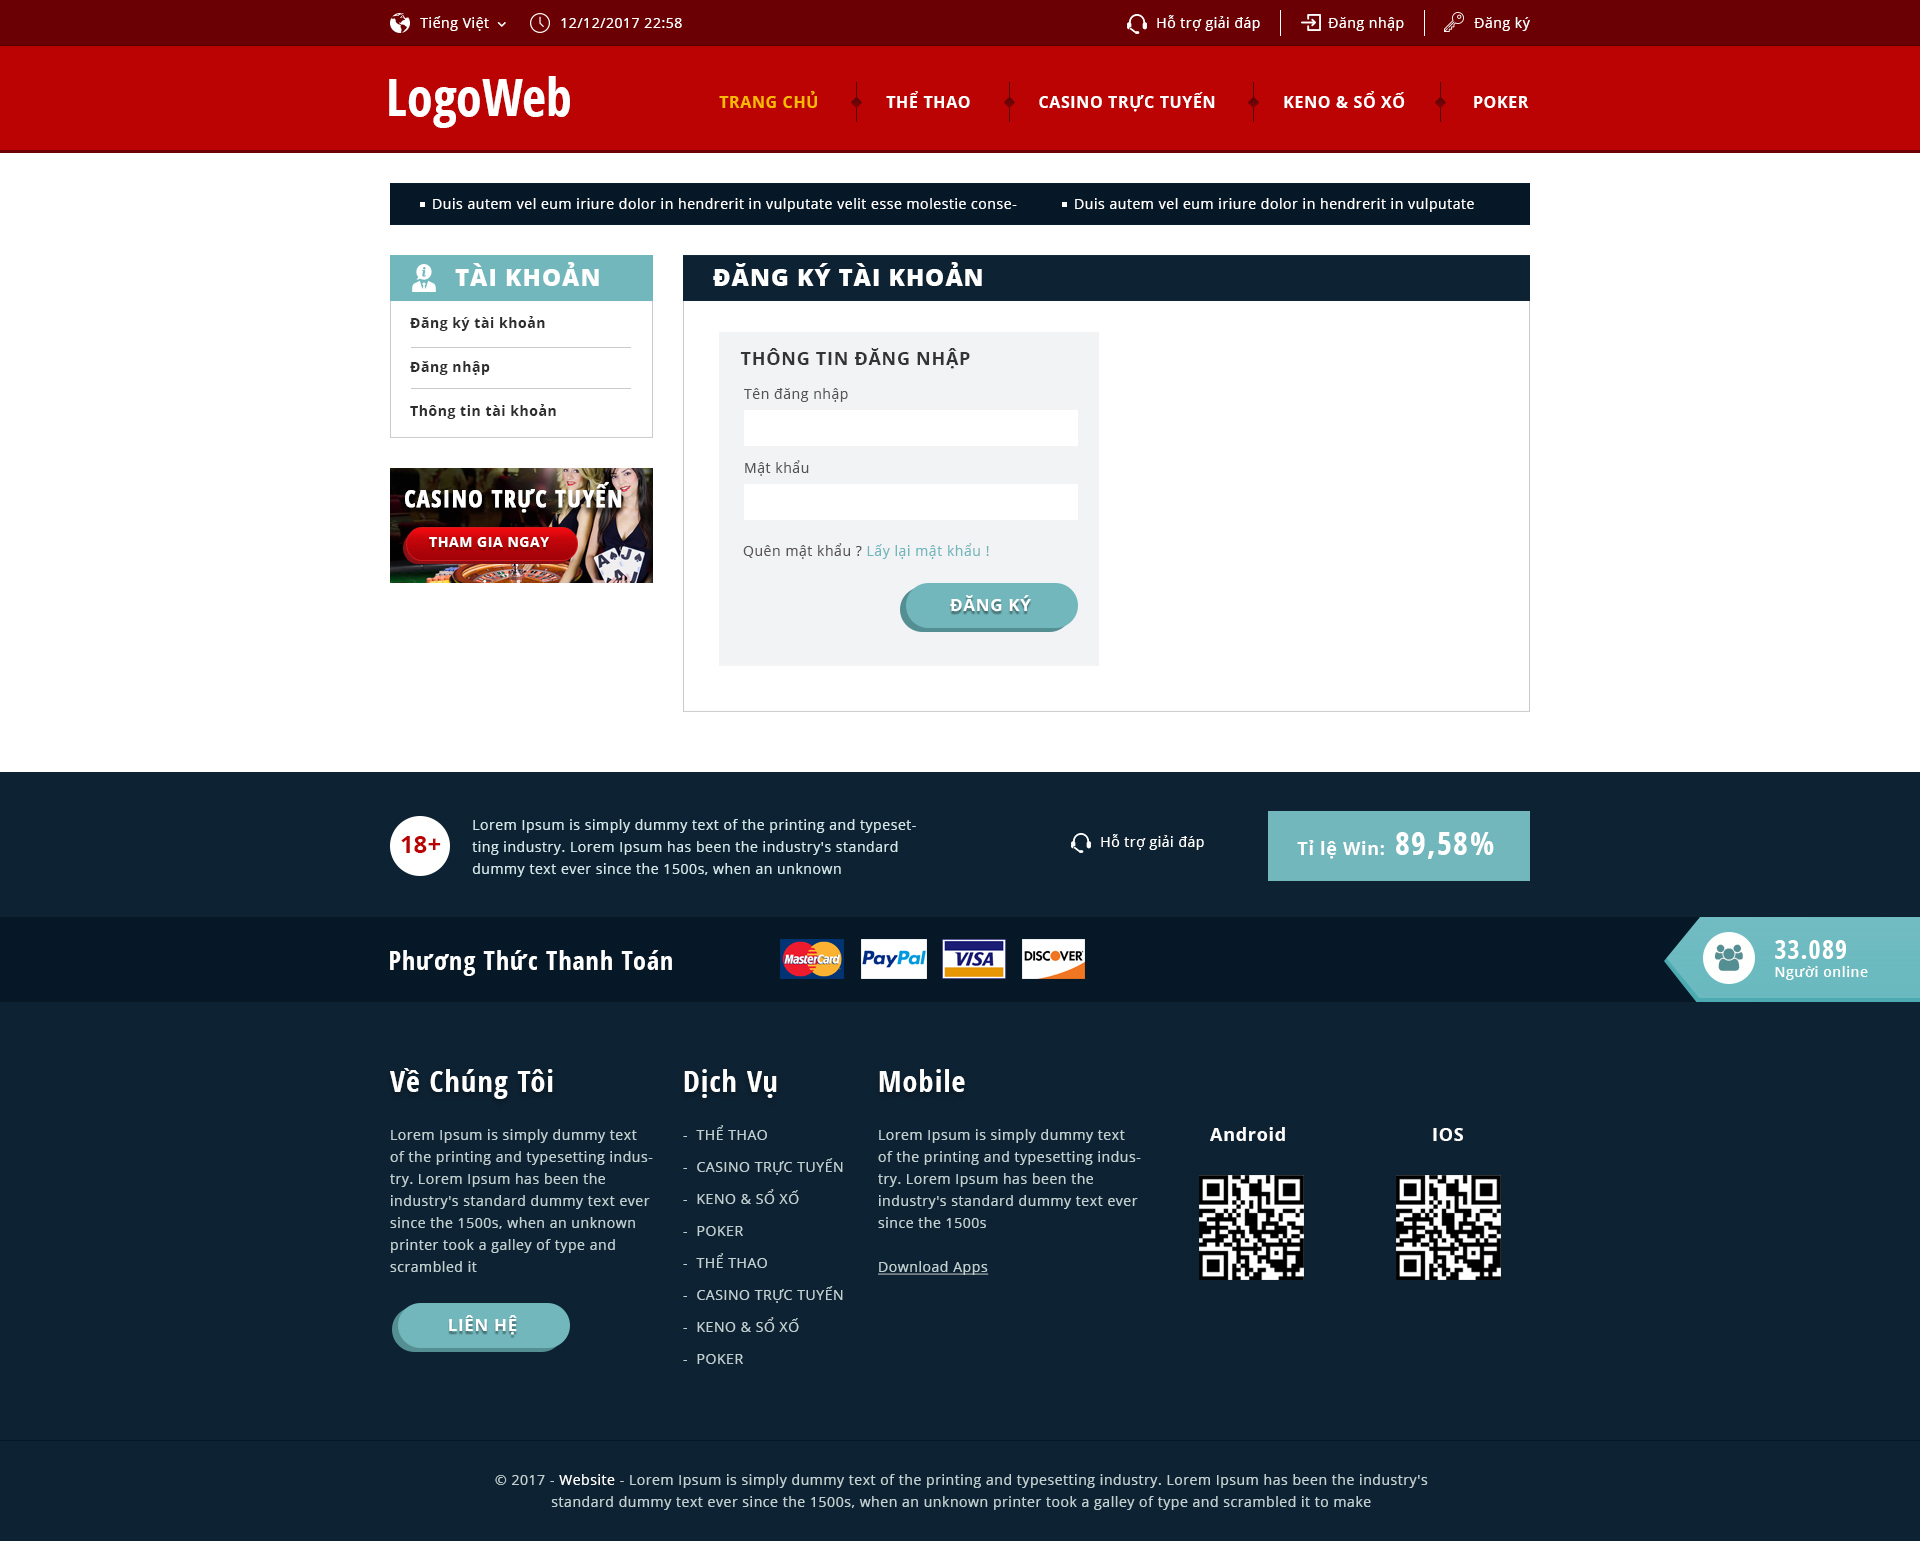 Tiếng Việt
12/12/2017 22:58
Hỗ trợ giải đáp
Đăng nhập
Đăng ký
LogoWeb
TRANG CHỦ
THỂ THAO
CASINO TRỰC TUYẾN
KENO & SỔ XỐ
POKER
Duis autem vel eum iriure dolor in hendrerit in vulputate velit esse molestie conse-
Duis autem vel eum iriure dolor in hendrerit in vulputate
TÀI KHOẢN
Đăng ký tài khoản
Đăng nhập
Thông tin tài khoản
CASINO TRỰC TUYẾN
THAM GIA NGAY
ĐĂNG KÝ TÀI KHOẢN
THÔNG TIN ĐĂNG NHẬP
Tên đăng nhập
Mật khẩu
Quên mật khẩu ? Lấy lại mật khẩu !
ĐĂNG KÝ
18+
Lorem Ipsum is simply dummy text of the printing and typeset-
ting industry. Lorem Ipsum has been the industry's standard
dummy text ever since the 1500s, when an unknown
Hỗ trợ giải đáp
Tỉ lệ Win: 89,58%
Phương Thức Thanh Toán
MasterCard
PayPal
VISA
DISCOVER
33.089
Người online
Về Chúng Tôi
Lorem Ipsum is simply dummy text
of the printing and typesetting indus-
try. Lorem Ipsum has been the
industry's standard dummy text ever
since the 1500s, when an unknown
printer took a galley of type and
scrambled it
LIÊN HỆ
Dịch Vụ
- THỂ THAO
- CASINO TRỰC TUYẾN
- KENO & SỔ XỐ
- POKER
- THỂ THAO
- CASINO TRỰC TUYẾN
- KENO & SỔ XỐ
- POKER
Mobile
Lorem Ipsum is simply dummy text
of the printing and typesetting indus-
try. Lorem Ipsum has been the
industry's standard dummy text ever
since the 1500s
Download Apps
Android
IOS
© 2017 - Website - Lorem Ipsum is simply dummy text of the printing and typesetting industry. Lorem Ipsum has been the industry's
standard dummy text ever since the 1500s, when an unknown printer took a galley of type and scrambled it to make